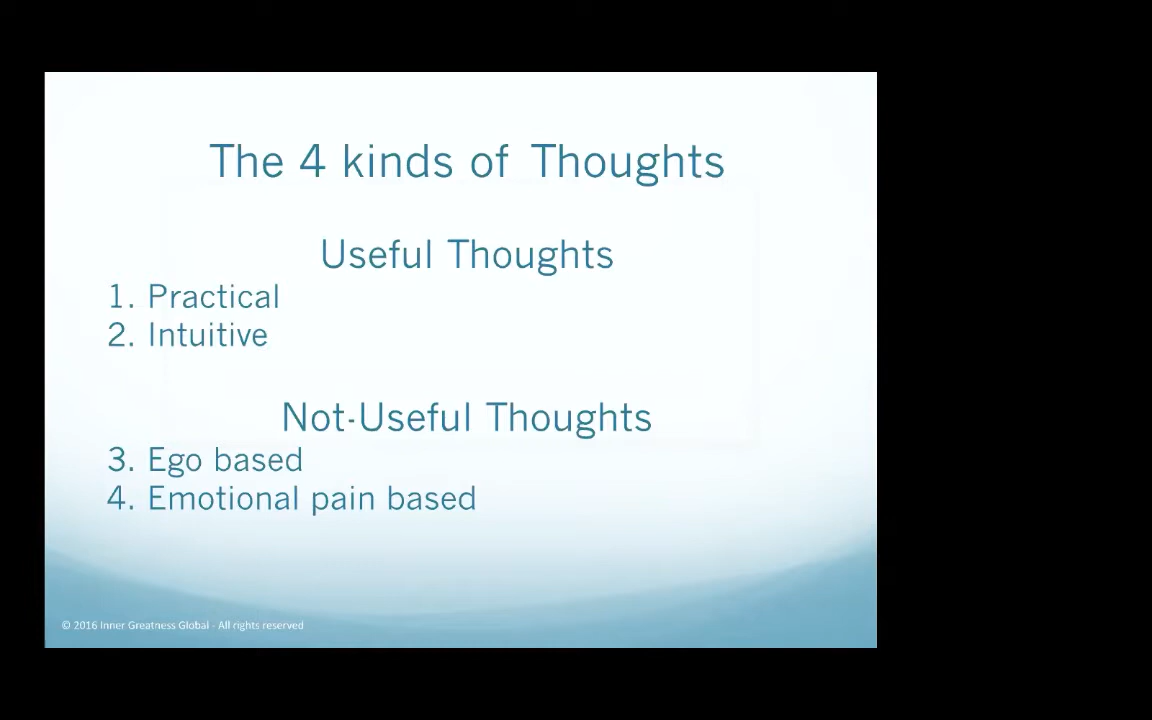 The 4 kinds of Thoughts
Useful Thoughts
1. Practical
2. Intuitive
Not-Useful Thoughts
3. Ego based
4. Emotional pain based
© 2016 Inner Greatness Global - All rights reserved